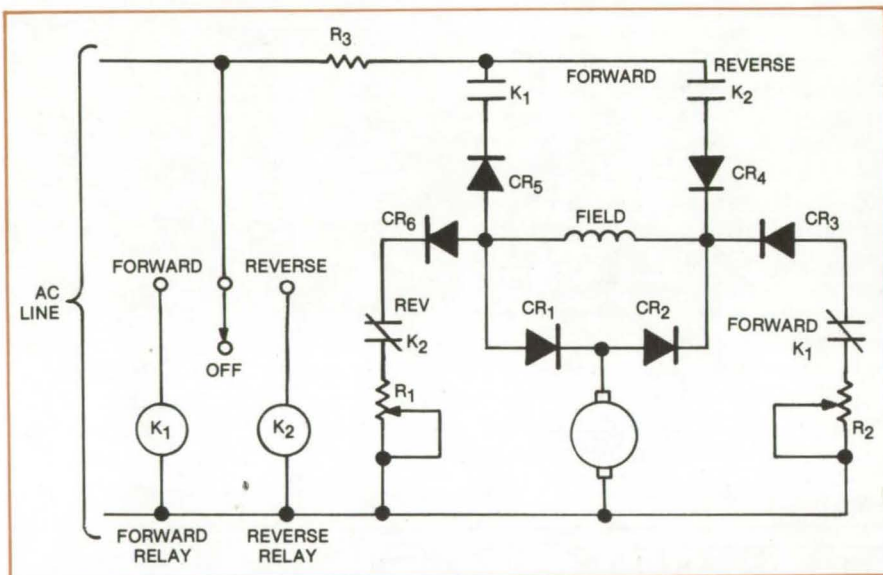 R3
FORWARD
REVERSE
K1
K2
CR5
CR4
CR6
FIELD
CR3
FORWARD
REVERSE
AC
LINE
REV
K2
CR1
CR2
FORWARD
K1
OFF
R1
R2
K1
K2
FORWARD
RELAY
REVERSE
RELAY